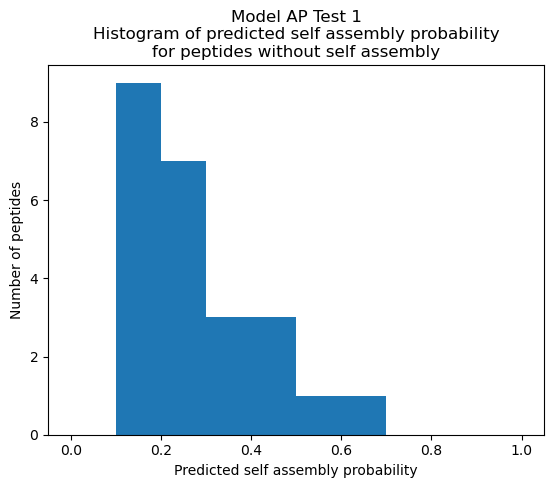 Model AP Test 1
Histogram of predicted self assembly probability
for peptides without self assembly
Number of peptides
8
6
4
2
0
0.0 0.2 0.4 0.6 0.8 1.0
Predicted self assembly probability